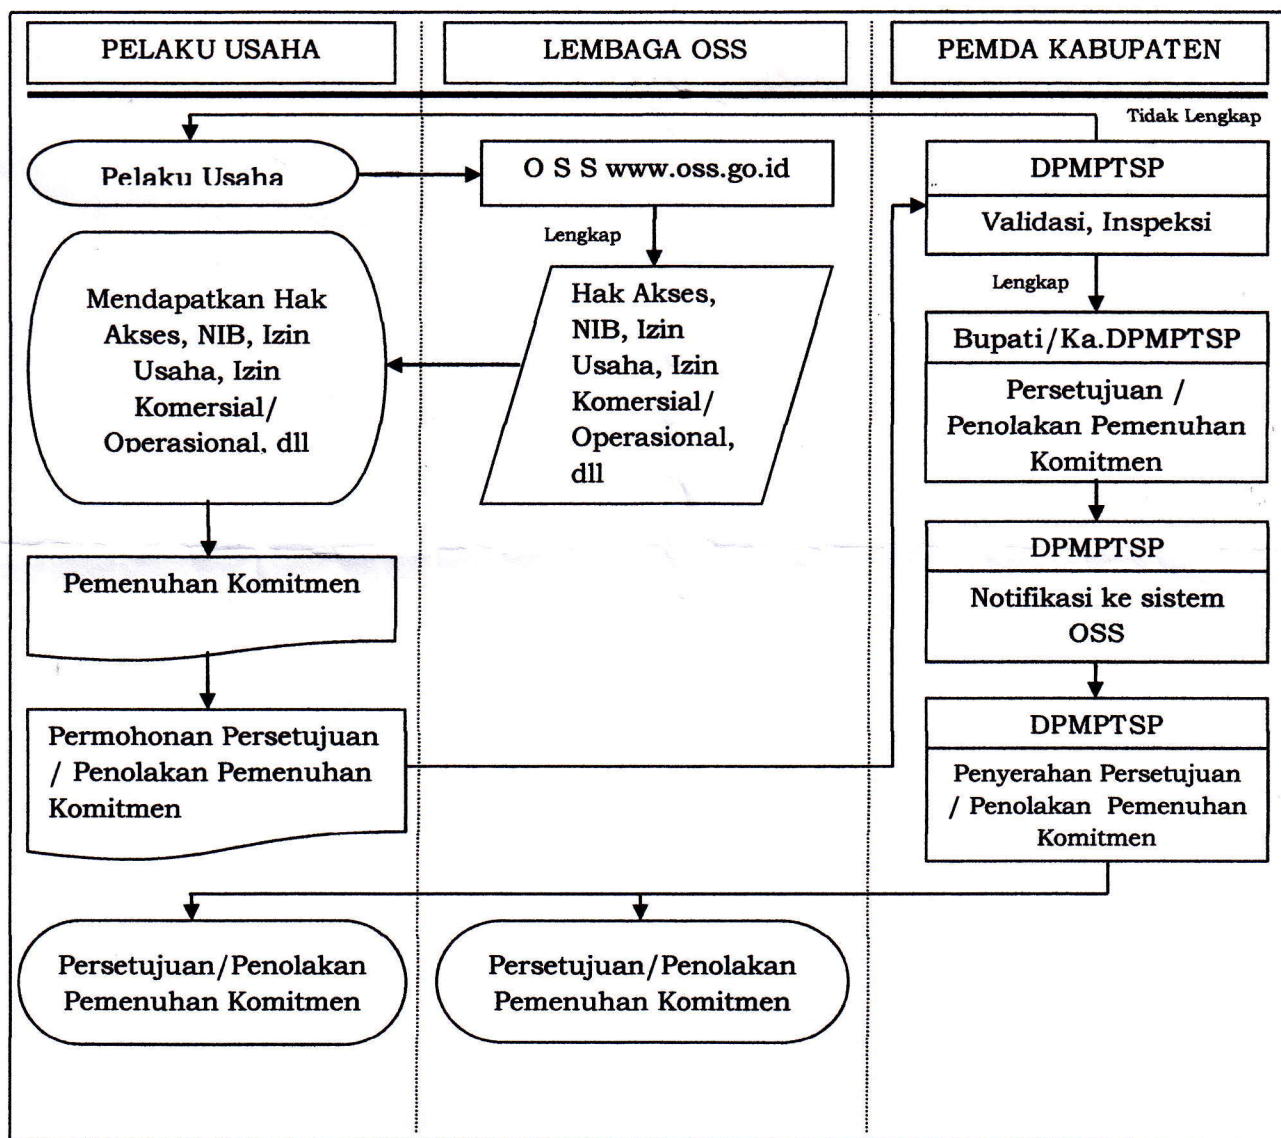 PELAKU USAHA
LEMBAGA OSS
PEMDA KABUPATEN
Tidak Lengkap
Pelaku Usaha
O S S www.oss.go.id
DPMPTSP
Validasi, Inspeksi
Lengkap
Lengkap
Mendapatkan Hak
Akses, NIB, Izin
Usaha, Izin
Komersial/
Operasional, dll
Hak Akses,
NIB, Izin
Usaha, Izin
Komersial/
Operasional,
dll
Bupati/Ka.DPMPTSP
Persetujuan /
Penolakan Pemenuhan
Komitmen
Pemenuhan Komitmen
DPMPTSP
Notifikasi ke sistem
OSS
Permohonan Persetujuan
/ Penolakan Pemenuhan
Komitmen
DPMPTSP
Penyerahan Persetujuan
/ Penolakan Pemenuhan
Komitmen
Persetujuan/Penolakan
Pemenuhan Komitmen
Persetujuan/Penolakan
Pemenuhan Komitmen